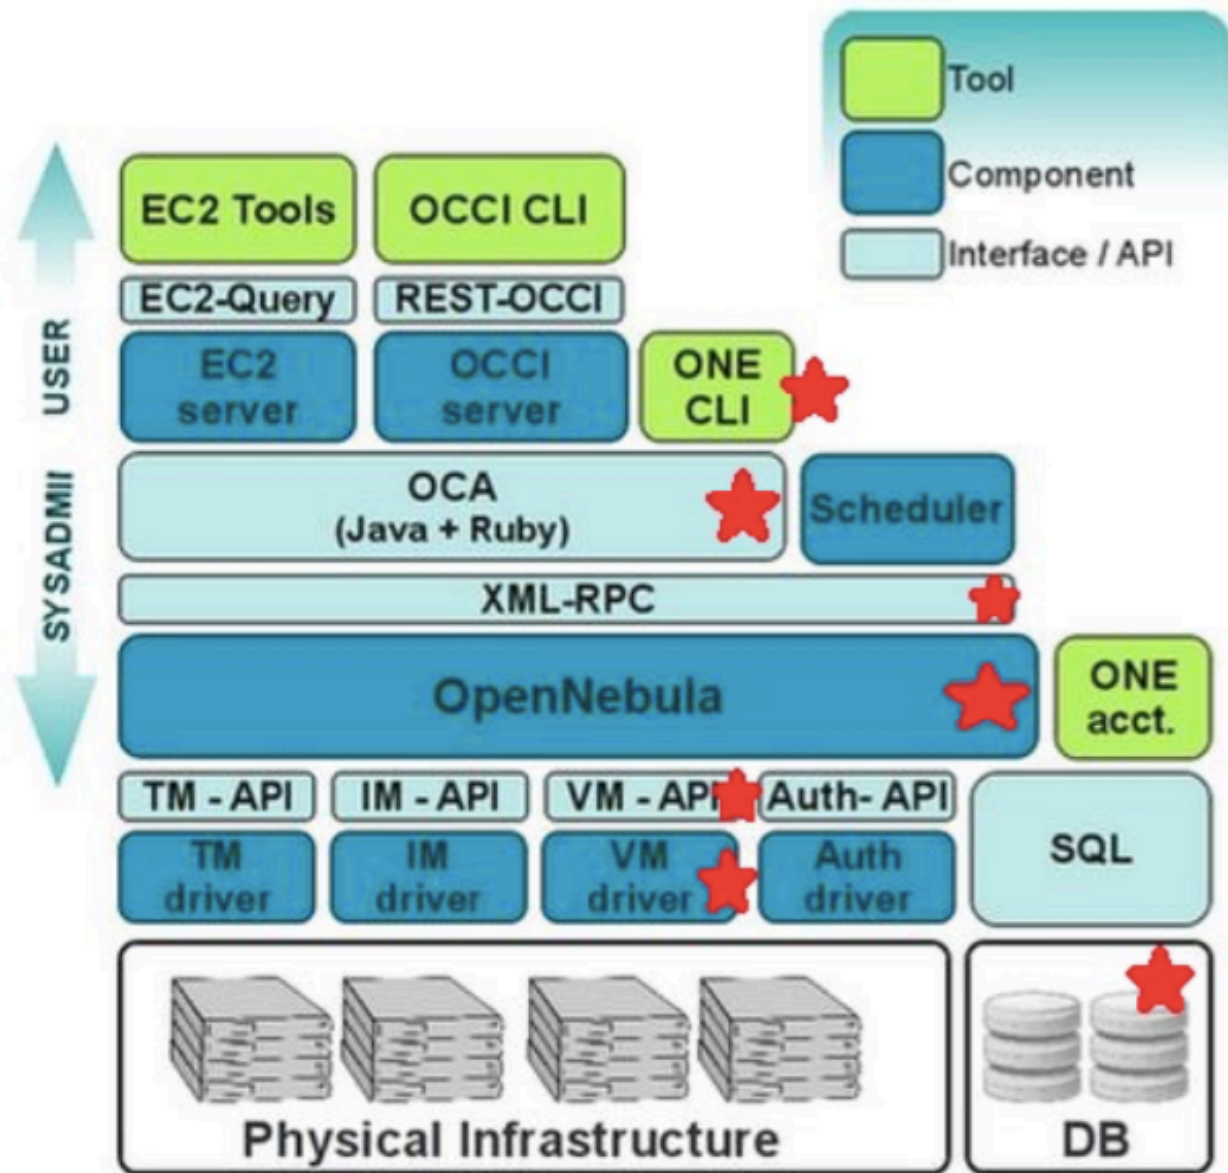 Tool
Component
Interface / API
USER
SYSADMII
EC2 Tools
OCCI CLI
EC2-Query
REST-OCCI
EC2
server
OCCI
server
ONE
CLI
OCA
(Java + Ruby)
Scheduler
XML-RPC
OpenNebula
ONE
acct.
TM - API
IM - API
VM - API
Auth- API
TM
driver
IM
driver
VM
driver
Auth
driver
SQL
Physical Infrastructure
DB